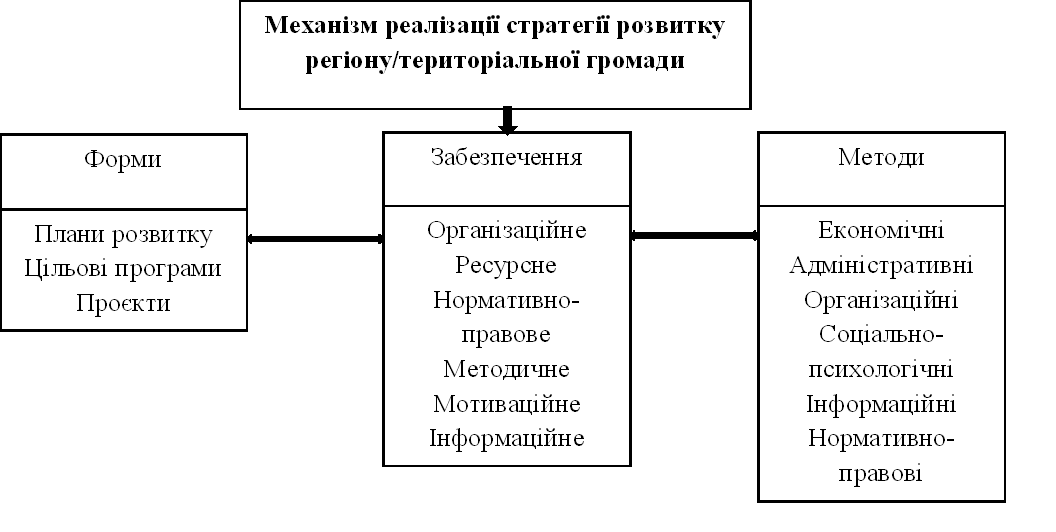 Механізм реалізації стратегії розвитку
регіону/територіальної громади
Форми
Плани розвитку
Цільові програми
Проєкти
Забезпечення
Організаційне
Ресурсне
Нормативно-
правове
Методичне
Мотиваційне
Інформаційне
Методи
Економічні
Адміністративні
Організаційні
Соціально-
психологічні
Інформаційні
Нормативно-
правові